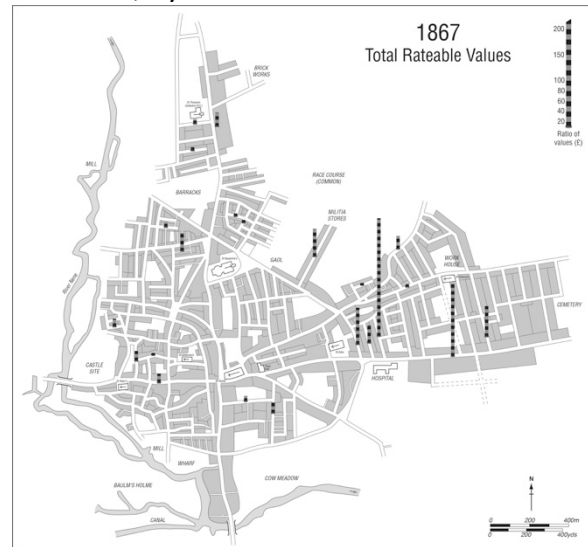 1867
Total Rateable Values
200
150
100
80
60
40
20
Ratio of
values (£)
BRICK
WORKS
MILL
RACE COURSE
(COMMON)
BARRACKS
MILITIA
STORES
GAOL
WORK
HOUSE
River Nene
CEMETERY
CASTLE
SITE
HOSPITAL
MILL
WHARF
BAULM'S HOLME
COW MEADOW
CANAL
N
0 200 400m
0 200 400yds